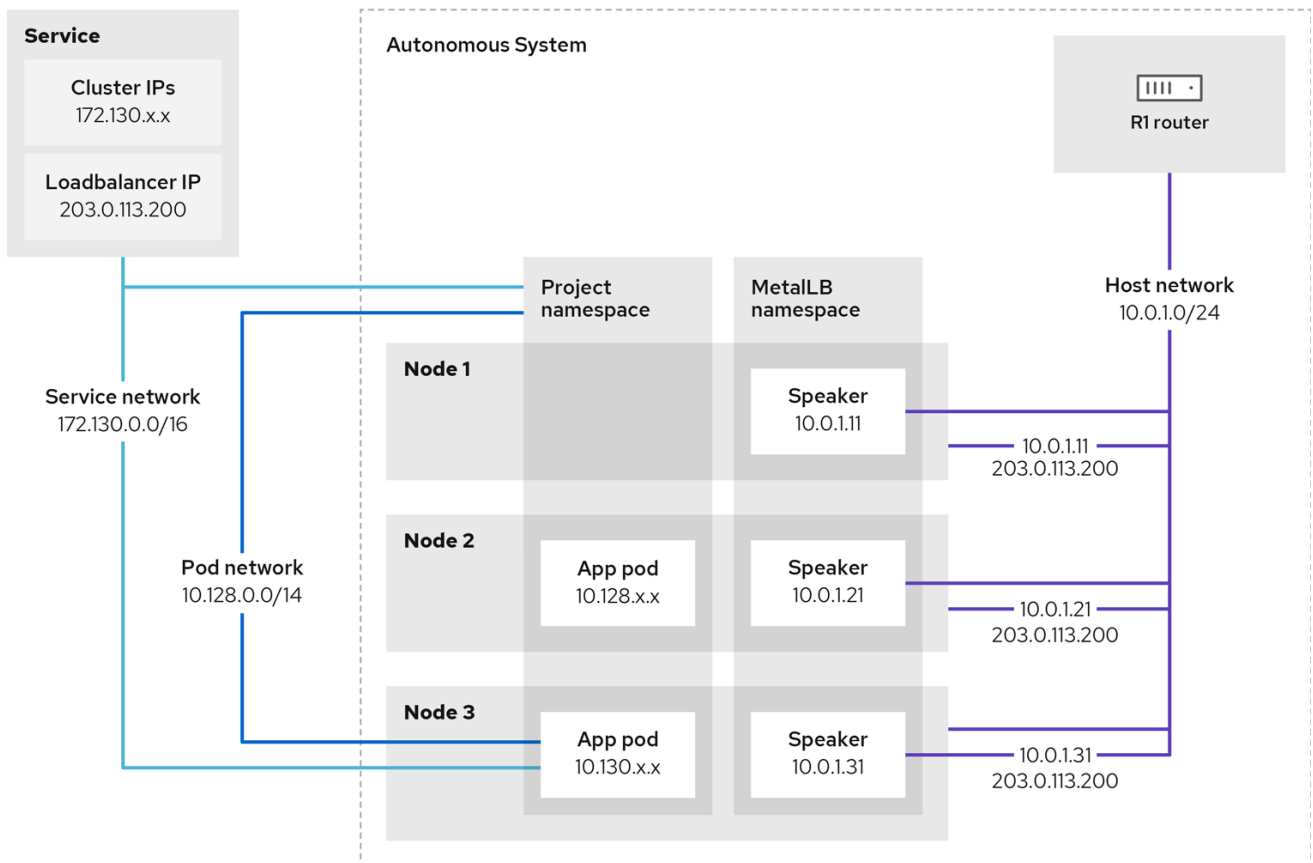 Service
Cluster IPs
172.130.x.x
Loadbalancer IP
203.0.113.200
Autonomous System
R1 router
Project
namespace
MetalLB
namespace
Host network
10.0.1.0/24
Service network
172.130.0.0/16
Pod network
10.128.0.0/14
Node 1
Speaker
10.0.1.11
10.0.1.11
203.0.113.200
Node 2
App pod
10.128.x.x
Speaker
10.0.1.21
10.0.1.21
203.0.113.200
Node 3
App pod
10.130.x.x
Speaker
10.0.1.31
10.0.1.31
203.0.113.200